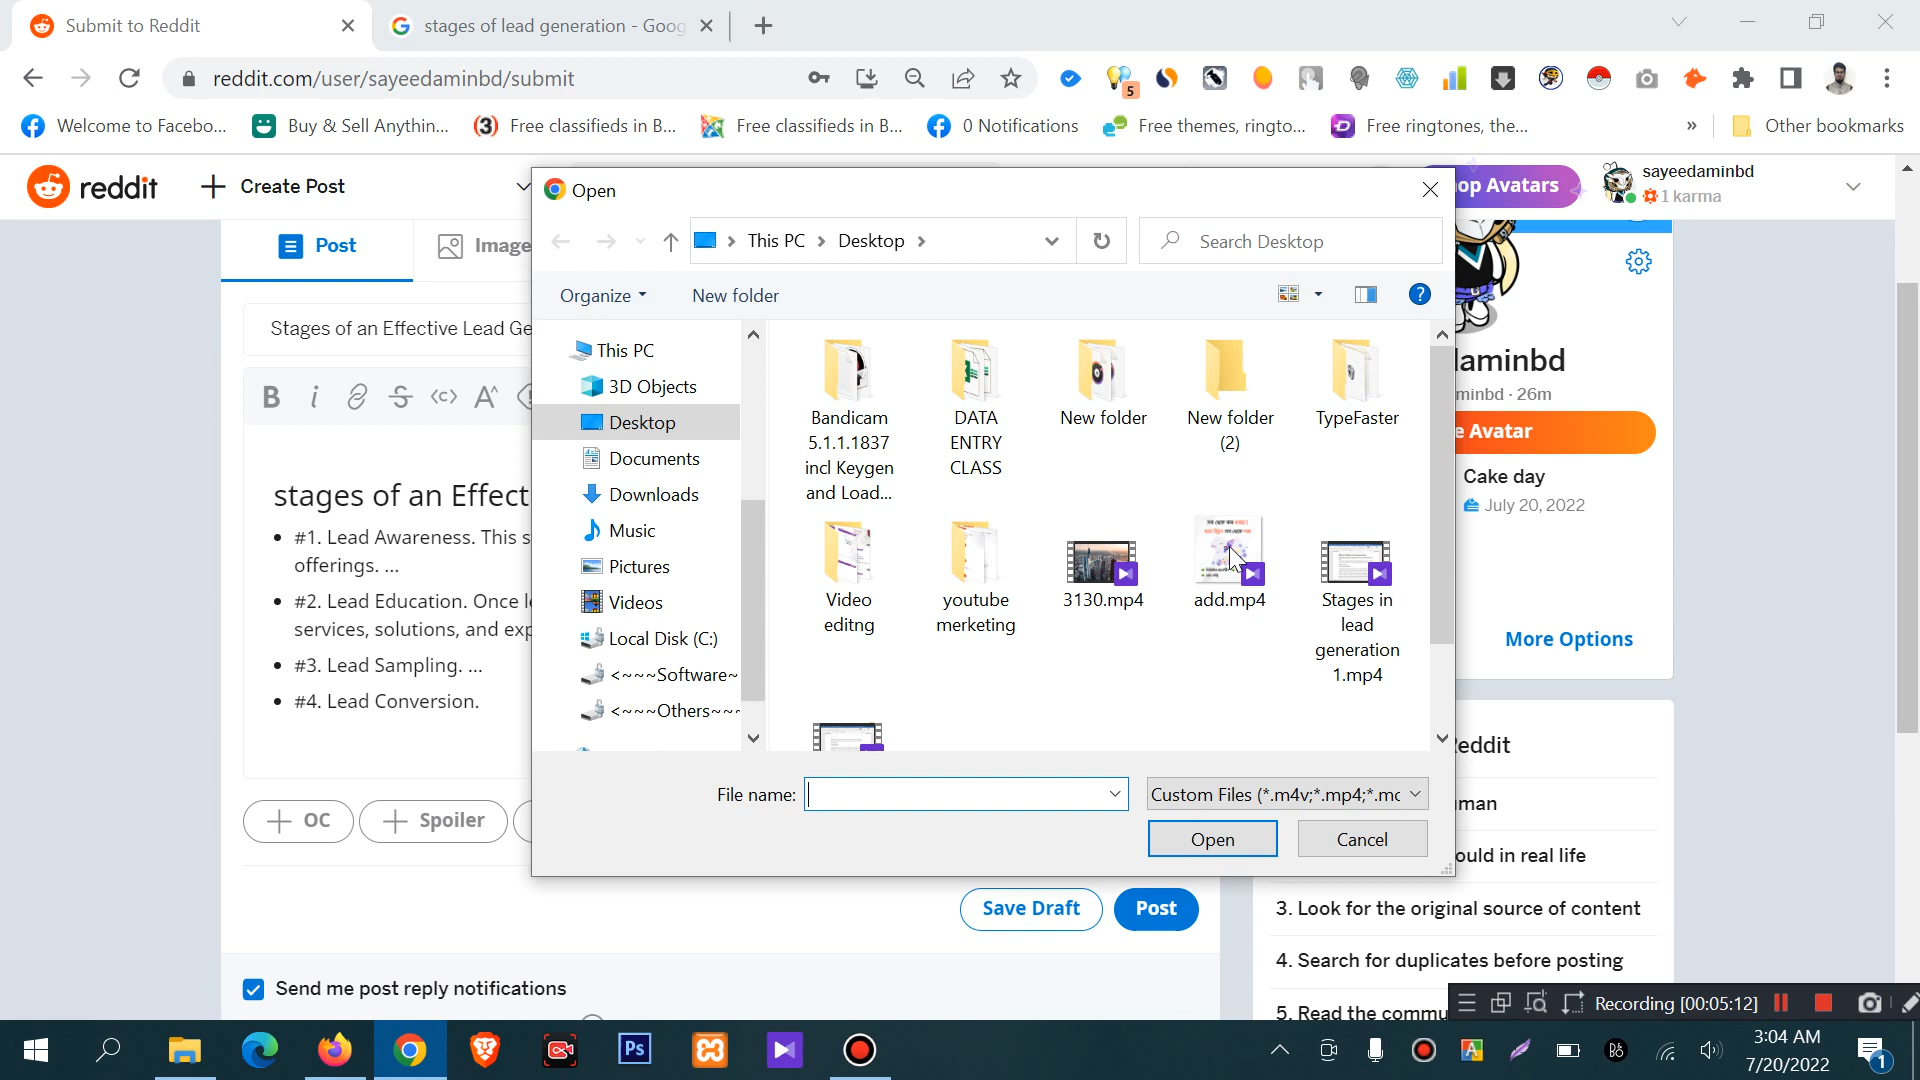 Submit to Reddit
stages of lead generation - Goog
reddit.com/user/sayeedaminbd/submit
5
Welcome to Facebo...
Buy & Sell Anythin...
Free classifieds in B...
Free classifieds in B...
0 Notifications
Free themes, ringto...
Free ringtones, the...
»
Other bookmarks
reddit
Create Post
op Avatars
sayeedaminbd
1 karma
Post
Image
Stages of an Effective Lead Ge
stages of an Effect
#1. Lead Awareness. This s
offerings. ...
#2. Lead Education. Once l
services, solutions, and exp
#3. Lead Sampling. ...
#4. Lead Conversion.
+ OC
+ Spoiler
Save Draft
Post
Send me post reply notifications
Open
This PC > Desktop >
Search Desktop
Organize
New folder
This PC
3D Objects
Desktop
Documents
Downloads
Music
Pictures
Videos
Local Disk (C:)
<~~~Software~
<~~~Others~~~
Bandicam
5.1.1.1837
incl Keygen
and Load...
DATA
ENTRY
CLASS
New folder
New folder
(2)
TypeFaster
Video
editng
youtube
merketing
3130.mp4
add.mp4
Stages in
lead
generation
1.mp4
File name:
Custom Files (*.m4v;*.mp4;*.mc
Open
Cancel
laminbd
minbd · 26m
e Avatar
Cake day
July 20, 2022
More Options
eddit
man
ould in real life
3. Look for the original source of content
4. Search for duplicates before posting
5. Read the commu
Recording [00:05:12]
Ps
3:04 AM
7/20/2022
1